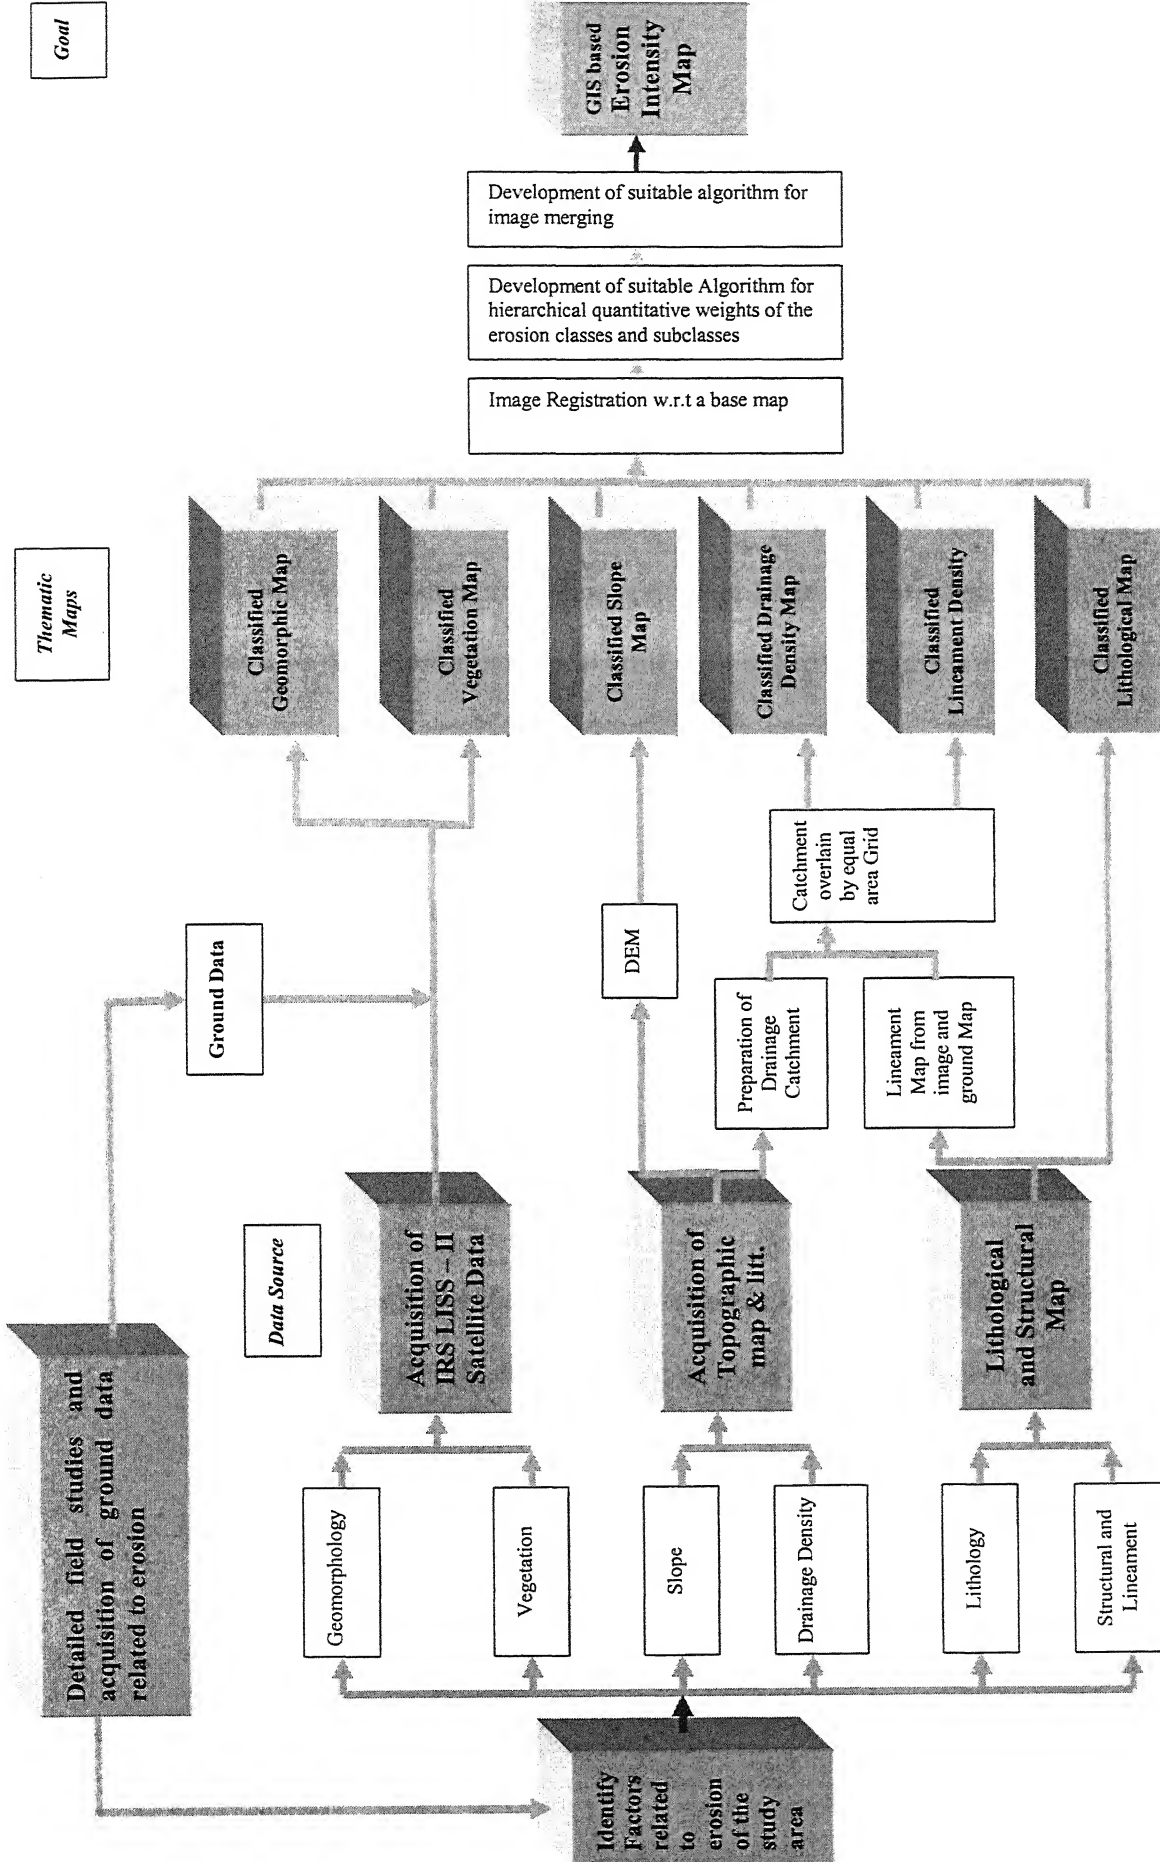 Detailed field studies and
acquisition of ground data
related to erosion
Identify
Factors
related
to
erosion
of the
study
area
Geomorphology
Vegetation
Slope
Drainage Density
Lithology
Structural and
Lineament
Data Source
Acquisition of
IRS LISS – II
Satellite Data
Acquisition of
Topographic
map & litt.
Lithological
and Structural
Map
Ground Data
DEM
Preparation of
Drainage
Catchment
Lineament
Map from
image and
ground Map
Catchment
overlain
by equal
area Grid
Thematic
Maps
Classified
Geomorphic Map
Classified
Vegetation Map
Classified Slope
Map
Classified Drainage
Density Map
Classified
Lineament Density
Classified
Lithological Map
Image Registration w.r.t a base map
Development of suitable Algorithm for
hierarchical quantitative weights of the
erosion classes and subclasses
Development of suitable algorithm for
image merging
Goal
GIS based
Erosion
Intensity
Map